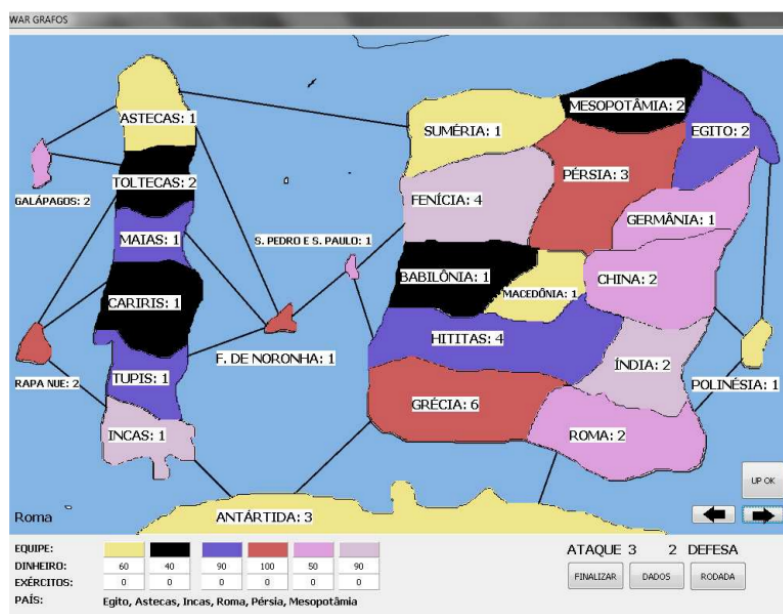 WAR GRAFOS
MESOPOTÂMIA: 2
ASTECAS: 1
SUMÉRIA: 1
EGITO: 2
TOLTECAS: 2
PÉRSIA: 3
GALÁPAGOS: 2
FENÍCIA: 4
GERMÂNIA: 1
MAIAS: 1
S. PEDRO E S. PAULO: 1
BABILÔNIA: 1
CHINA: 2
MACEDÔNIA: 1
CARIRIS: 1
HITITAS: 4
F. DE NORONHA: 1
ÍNDIA: 2
RAPA NUE: 2
TUPIS: 1
POLINÉSIA: 1
GRÉCIA: 6
INCAS: 1
ROMA: 2
UP OK
Roma
ANTÁRTIDA: 3
EQUIPE:
DINHEIRO: 60 40 90 100 50 90
EXÉRCITOS: 0 0 0 0 0 0
PAÍS: Egito, Astecas, Incas, Roma, Pérsia, Mesopotâmia
ATAQUE 3 2 DEFESA
FINALIZAR DADOS RODADA